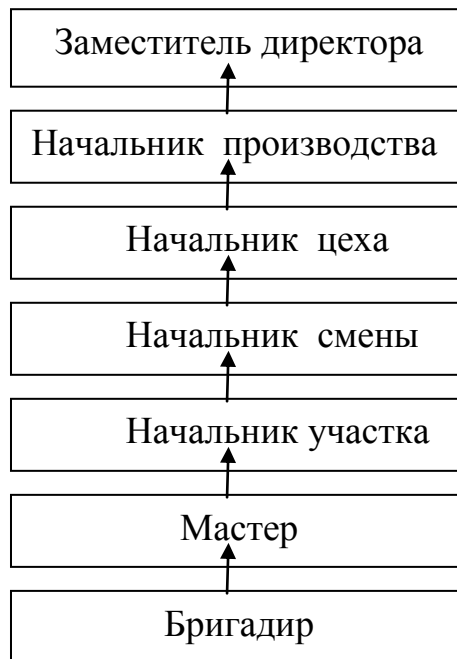 Заместитель директора
Начальник производства
Начальник цеха
Начальник смены
Начальник участка
Мастер
Бригадир